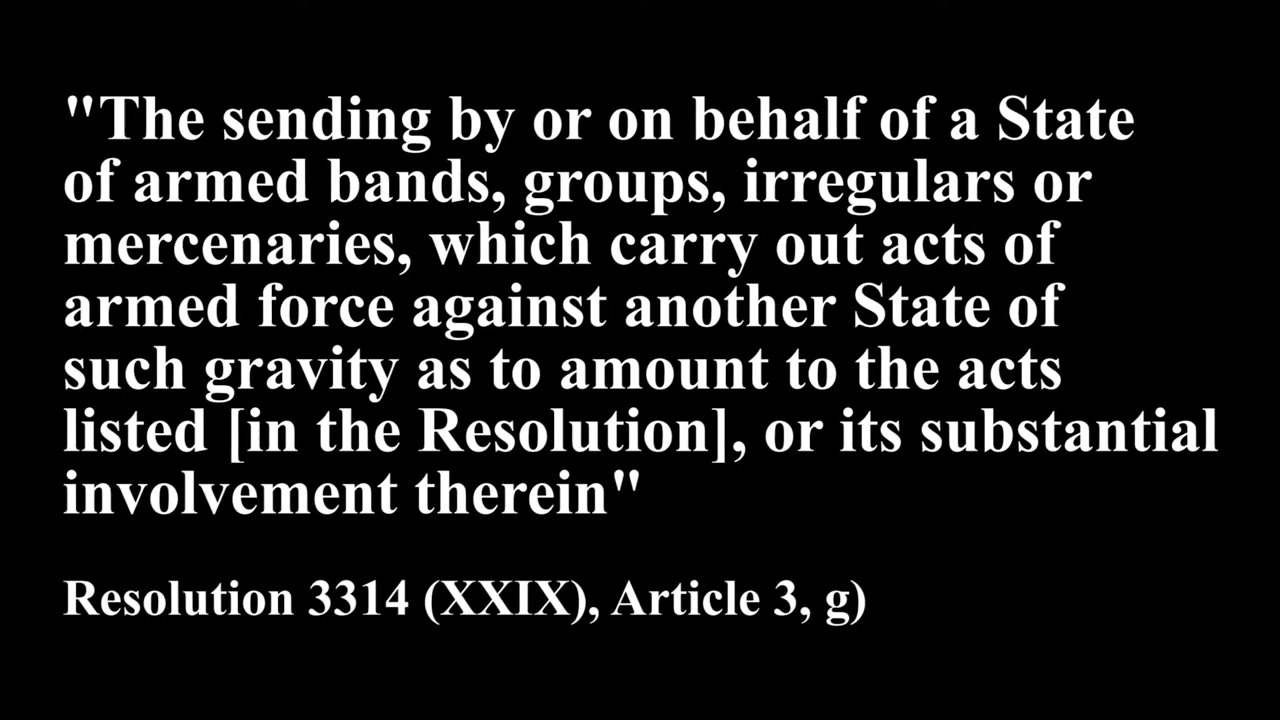 "The sending by or on behalf of a State
of armed bands, groups, irregulars or
mercenaries, which carry out acts of
armed force against another State of
such gravity as to amount to the acts
listed [in the Resolution], or its substantial
involvement therein"
Resolution 3314 (XXIX), Article 3, g)